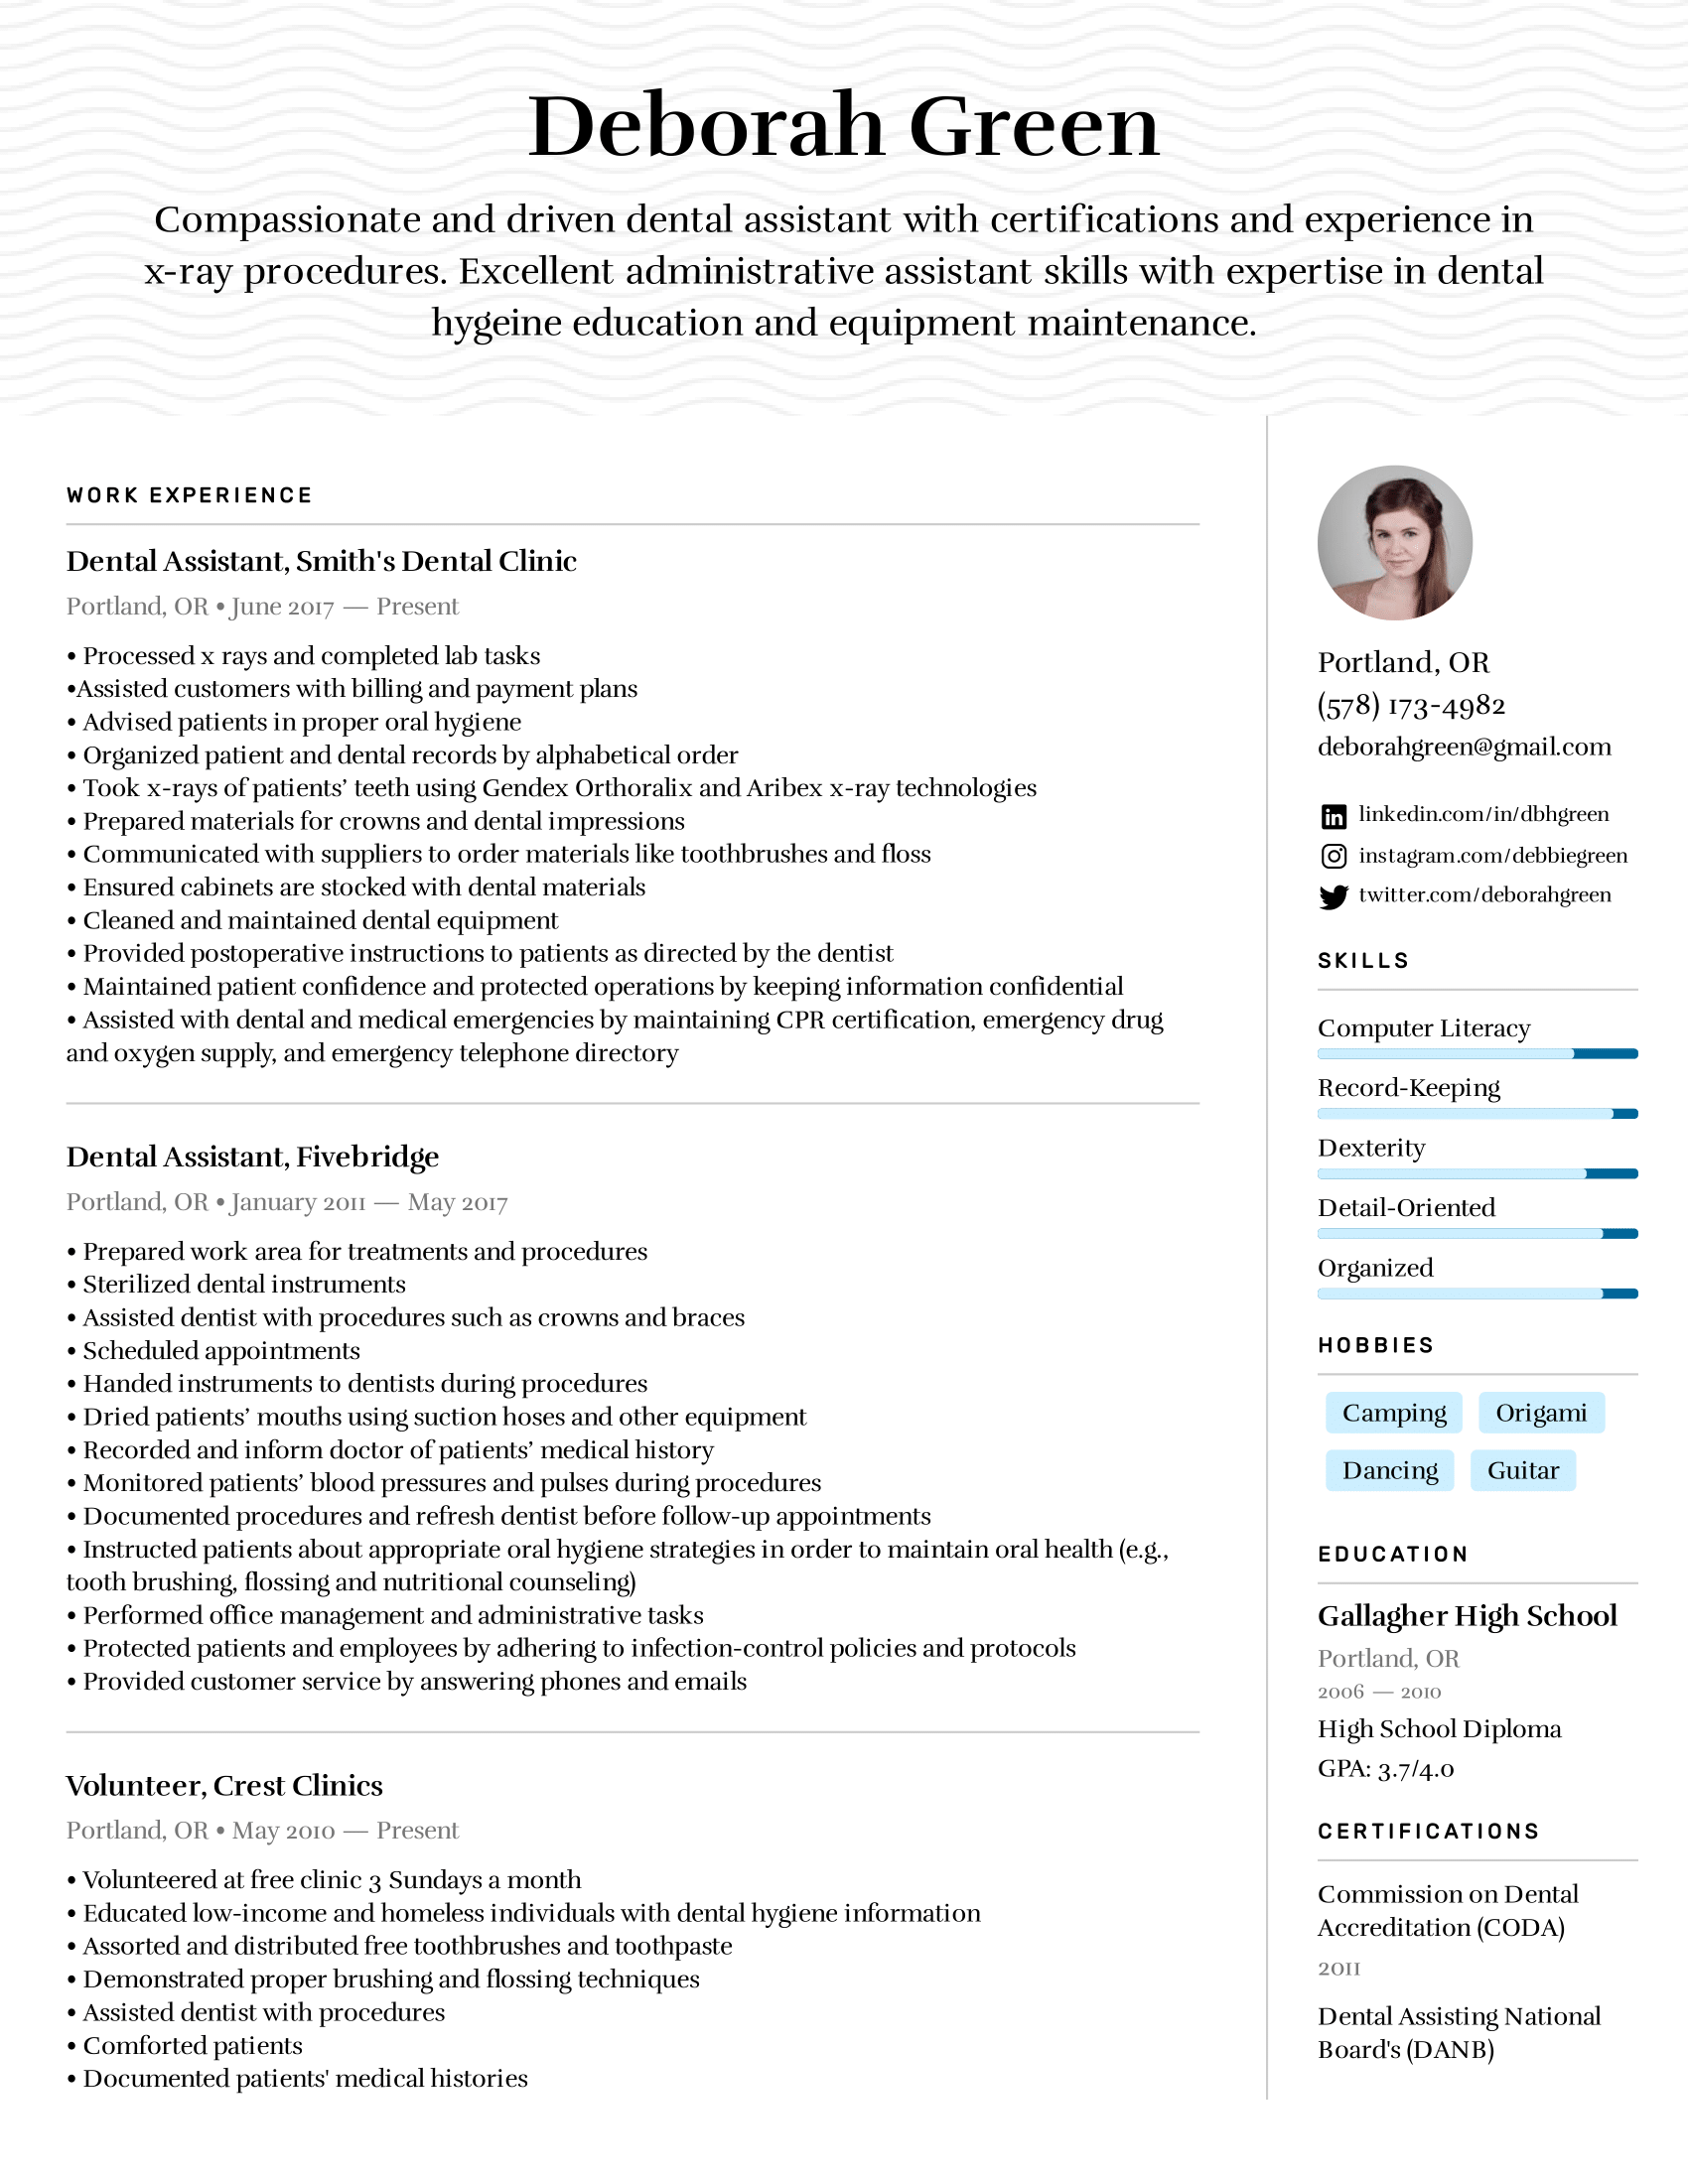 Deborah Green
Compassionate and driven dental assistant with certifications and experience in
x-ray procedures. Excellent administrative assistant skills with expertise in dental
hygeine education and equipment maintenance.
WORK EXPERIENCE
Dental Assistant, Smith's Dental Clinic
Portland, OR • June 2017 — Present
• Processed x rays and completed lab tasks
•Assisted customers with billing and payment plans
• Advised patients in proper oral hygiene
• Organized patient and dental records by alphabetical order
• Took x-rays of patients’ teeth using Gendex Orthoralix and Aribex x-ray technologies
• Prepared materials for crowns and dental impressions
• Communicated with suppliers to order materials like toothbrushes and floss
• Ensured cabinets are stocked with dental materials
• Cleaned and maintained dental equipment
• Provided postoperative instructions to patients as directed by the dentist
• Maintained patient confidence and protected operations by keeping information confidential
• Assisted with dental and medical emergencies by maintaining CPR certification, emergency drug
and oxygen supply, and emergency telephone directory
Dental Assistant, Fivebridge
Portland, OR • January 2011 — May 2017
• Prepared work area for treatments and procedures
• Sterilized dental instruments
• Assisted dentist with procedures such as crowns and braces
• Scheduled appointments
• Handed instruments to dentists during procedures
• Dried patients’ mouths using suction hoses and other equipment
• Recorded and inform doctor of patients’ medical history
• Monitored patients’ blood pressures and pulses during procedures
• Documented procedures and refresh dentist before follow-up appointments
• Instructed patients about appropriate oral hygiene strategies in order to maintain oral health (e.g.,
tooth brushing, flossing and nutritional counseling)
• Performed office management and administrative tasks
• Protected patients and employees by adhering to infection-control policies and protocols
• Provided customer service by answering phones and emails
Volunteer, Crest Clinics
Portland, OR • May 2010 — Present
• Volunteered at free clinic 3 Sundays a month
• Educated low-income and homeless individuals with dental hygiene information
• Assorted and distributed free toothbrushes and toothpaste
• Demonstrated proper brushing and flossing techniques
• Assisted dentist with procedures
• Comforted patients
• Documented patients' medical histories
Portland, OR
(578) 173-4982
deborahgreen@gmail.com
linkedin.com/in/dbhgreen
instagram.com/debbiegreen
twitter.com/deborahgreen
SKILLS
Computer Literacy
Record-Keeping
Dexterity
Detail-Oriented
Organized
HOBBIES
Camping Origami
Dancing Guitar
EDUCATION
Gallagher High School
Portland, OR
2006 — 2010
High School Diploma
GPA: 3.7/4.0
CERTIFICATIONS
Commission on Dental
Accreditation (CODA)
2011
Dental Assisting National
Board's (DANB)